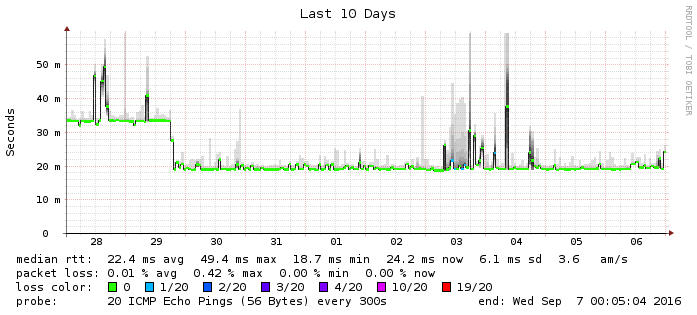 Last 10 Days
RRDTOOL / TOBI OETIKER
Seconds
50 m
40 m
30 m
20 m
10 m
0
28 29 30 31 01 02 03 04 05 06
median rtt: 22.4 ms avg 49.4 ms max 18.7 ms min 24.2 ms now 6.1 ms sd 3.6 am/s
packet loss: 0.01 % avg 0.42 % max 0.00 % min 0.00 % now
loss color: 0 1/20 2/20 3/20 4/20 10/20 19/20
probe: 20 ICMP Echo Pings (56 Bytes) every 300s end: Wed Sep 7 00:05:04 2016